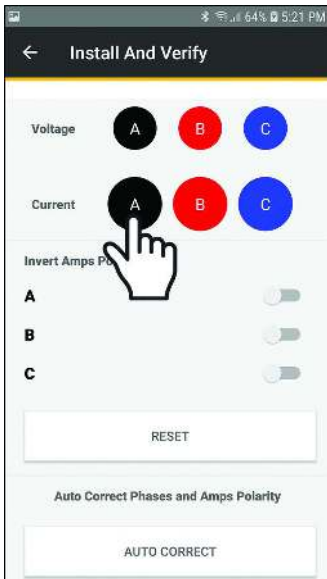 64% 5:21 PM
Install And Verify
Voltage A B C
Current A B C
Invert Amps
A
B
C
RESET
Auto Correct Phases and Amps Polarity
AUTO CORRECT